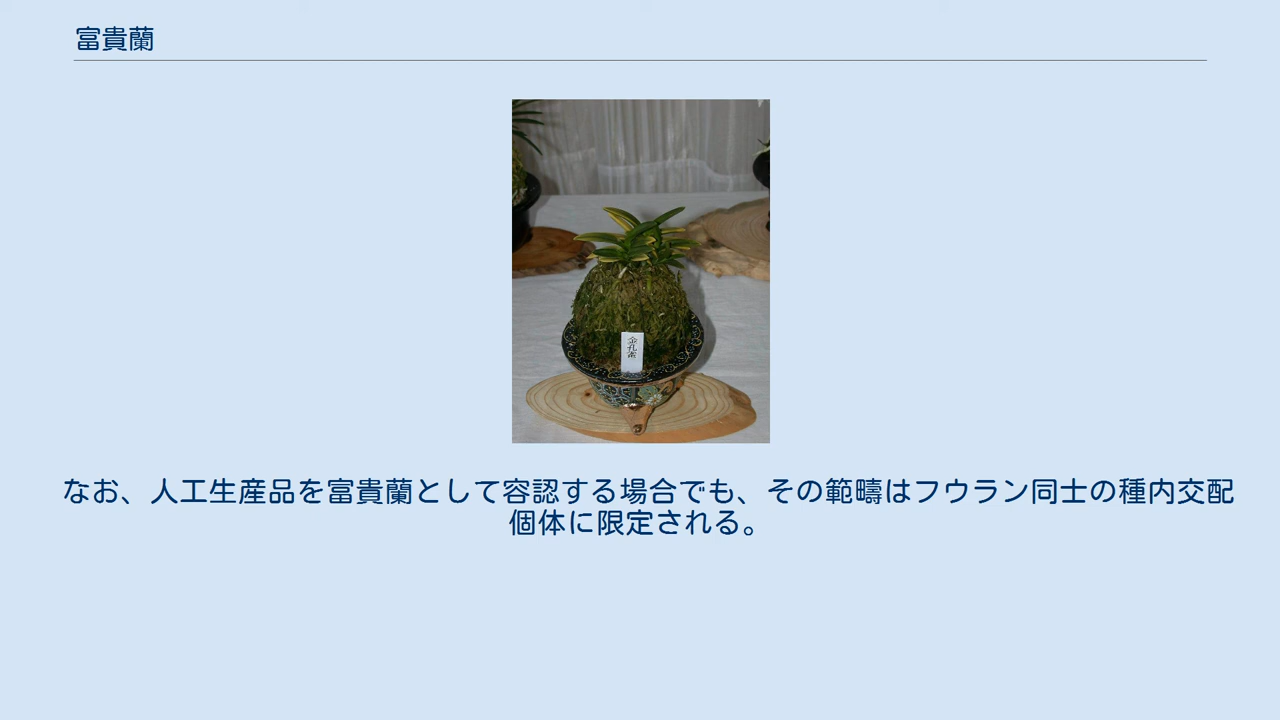 富貴蘭
なお、人工生産品を富貴蘭として容認する場合でも、その範疇はフウラン同士の種内交配
個体に限定される。